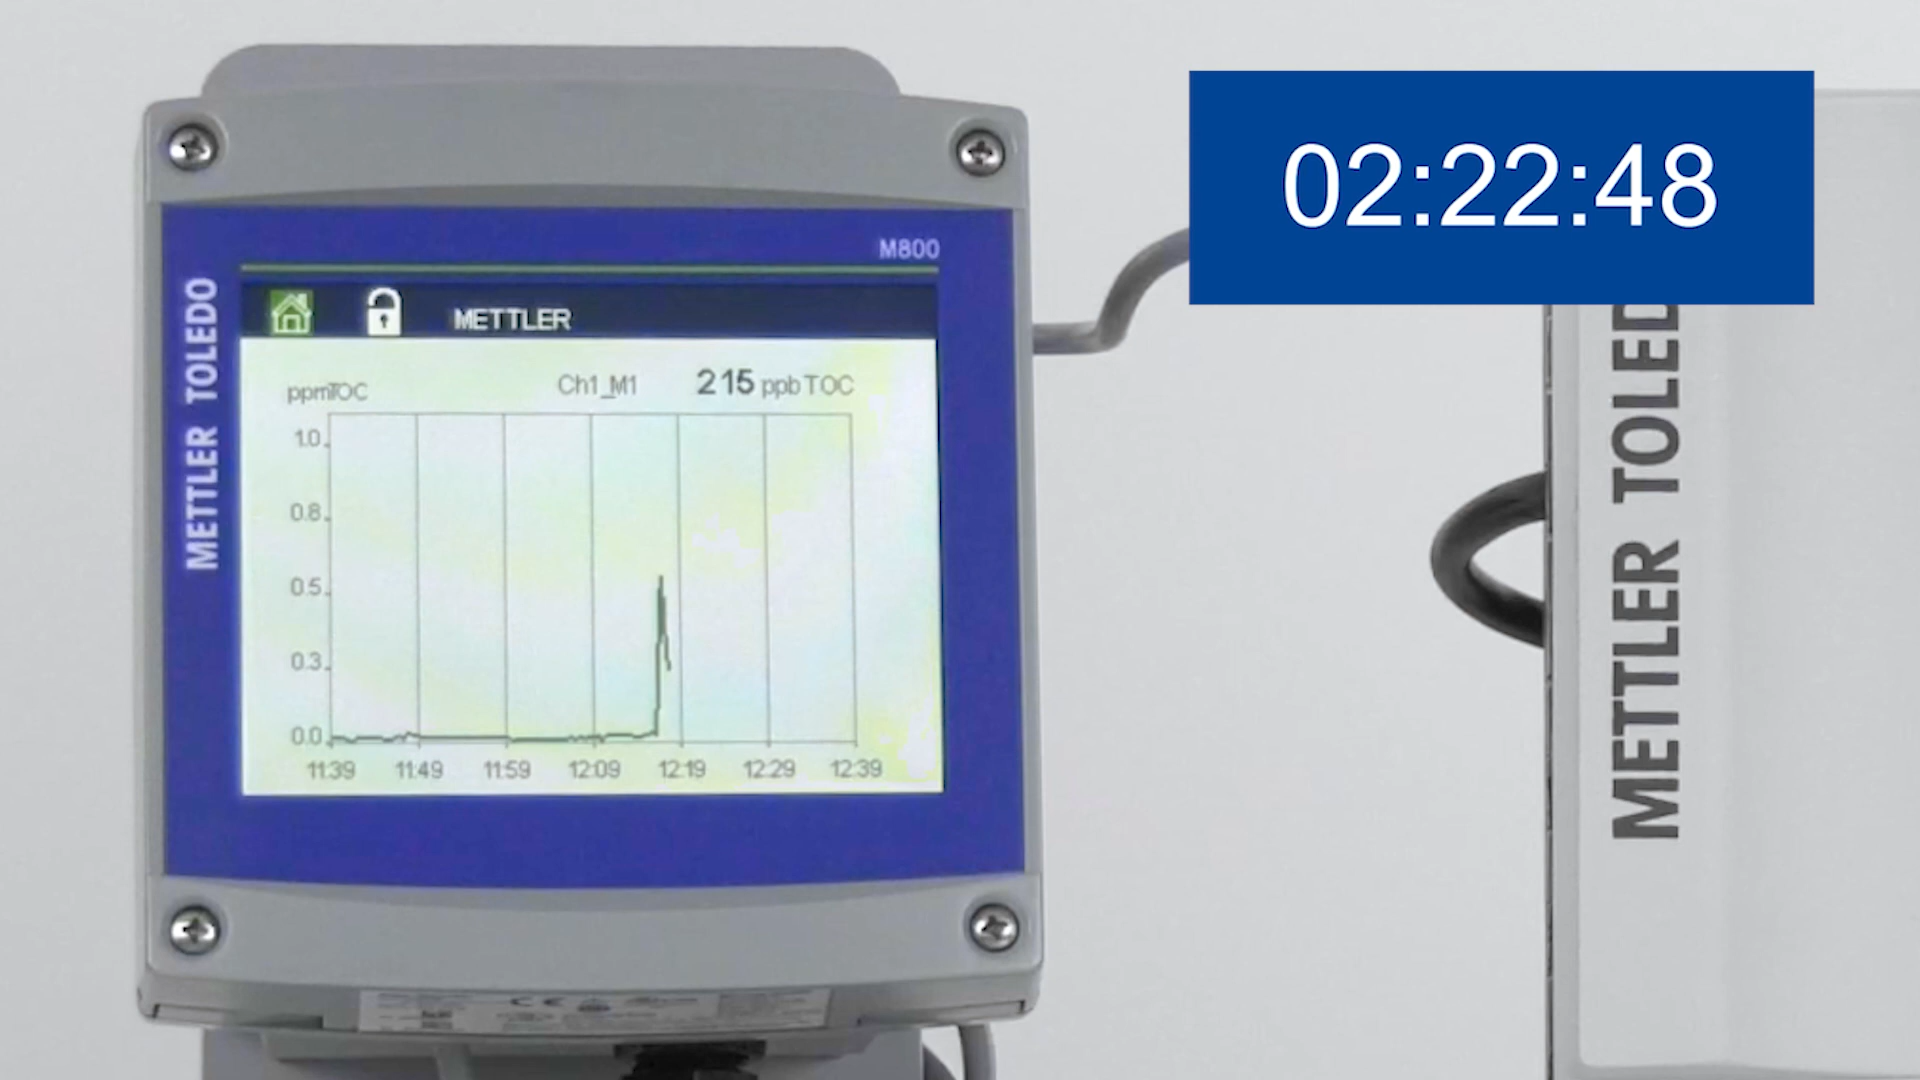 02:22:48
M800
METTLER TOLEDO
METTLER
ppmTOC
Ch1_M1 215 ppb TOC
1.0
0.8
0.5
0.3
0.0
11:39 11:49 11:59 12:09 12:19 12:29 12:39
METTLER TOLED